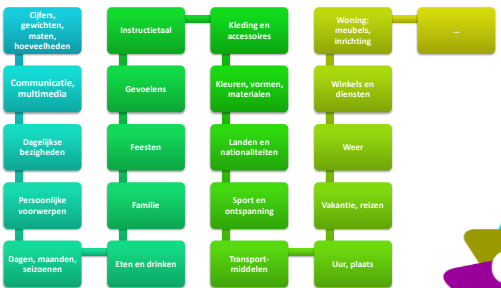 Cijfers,
gewichten,
maten,
hoeveelheden
Communicatie,
multimedia
Dagelijkse
bezigheden
Persoonlijke
voorwerpen
Dagen, maanden,
seizoenen
Eten en drinken
Familie
Feesten
Gevoelens
Instructietaal
Kleding en
accessoires
Kleuren, vormen,
materialen
Landen en
nationaliteiten
Sport en
ontspanning
Transport-
middelen
Uur, plaats
Vakantie, reizen
Weer
Winkels en
diensten
Woning:
meubels,
inrichting
...